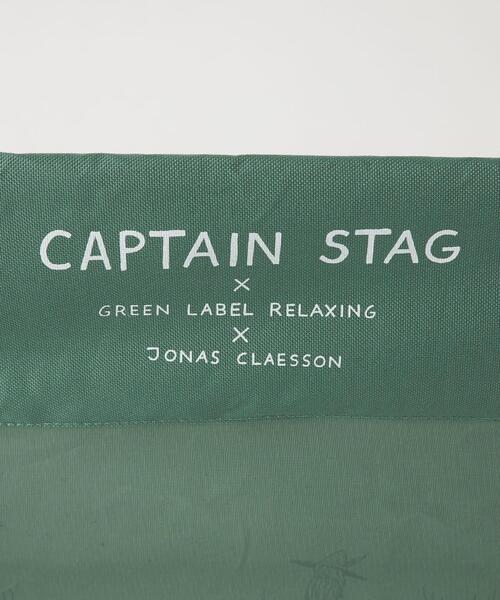 CAPTAIN STAG
×
GREEN LABEL RELAXING
×
JONAS CLAESSON